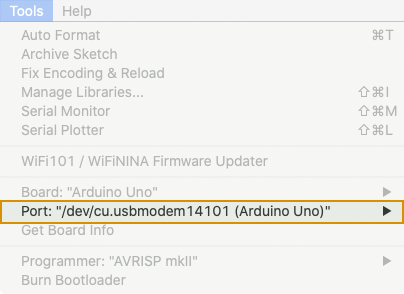 Tools Help
Auto Format ⌘T
Archive Sketch
Fix Encoding & Reload
Manage Libraries... ⇧⌘I
Serial Monitor ⇧⌘M
Serial Plotter ⇧⌘L
WiFi101 / WiFiNINA Firmware Updater
Board: "Arduino Uno" ▶
Port: "/dev/cu.usbmodem14101 (Arduino Uno)" ▶
Get Board Info
Programmer: "AVRISP mkII" ▶
Burn Bootloader